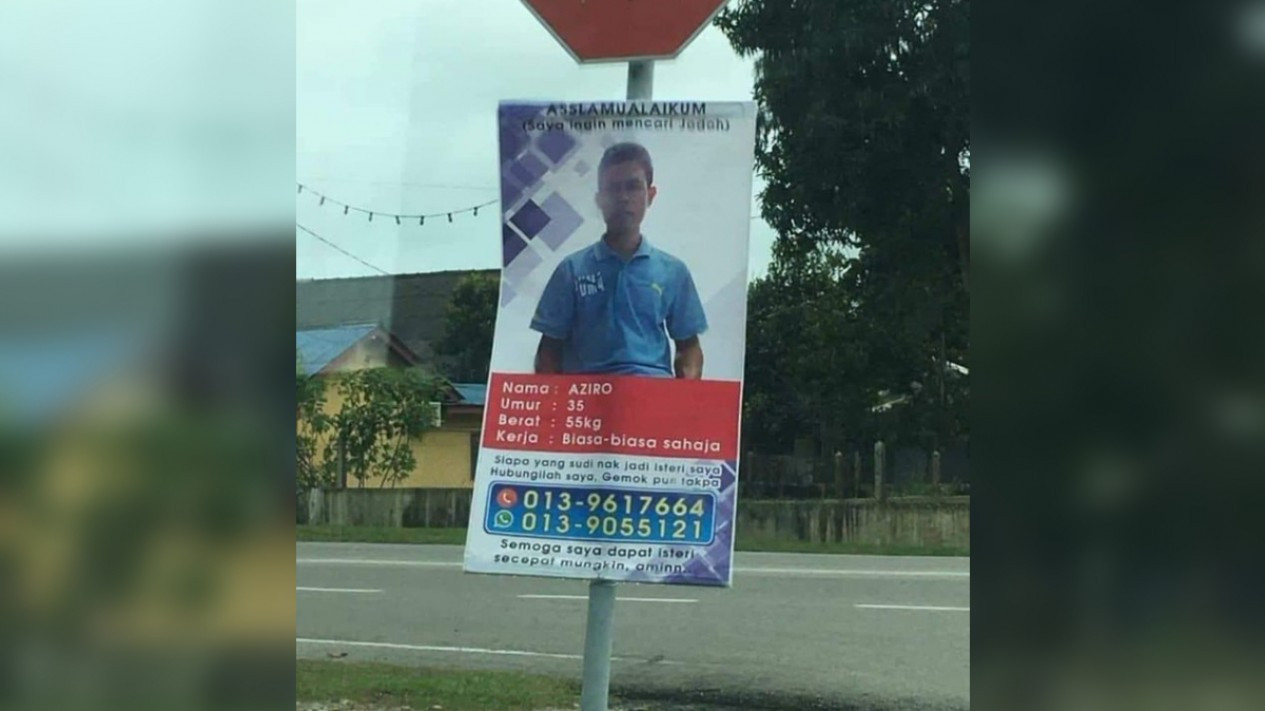 ASSLAMUALAIKUM
(Saya ingin mencari Jodoh)
Nama : AZIRO
Umur : 35
Berat : 55kg
Kerja : Biasa-biasa sahaja
Siapa yang sudi nak jadi isteri saya
Hubungilah saya, Gemok pun takpa
013-9617664
013-9055121
Semoga saya dapat isteri
secepat mungkin, aminn..